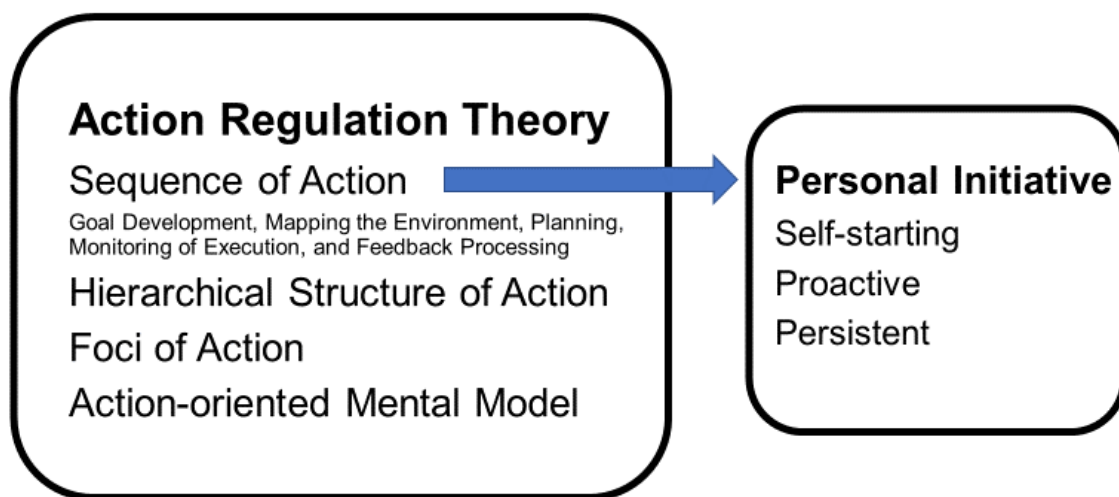 Action Regulation Theory
Sequence of Action
Goal Development, Mapping the Environment, Planning,
Monitoring of Execution, and Feedback Processing
Hierarchical Structure of Action
Foci of Action
Action-oriented Mental Model
Personal Initiative
Self-starting
Proactive
Persistent